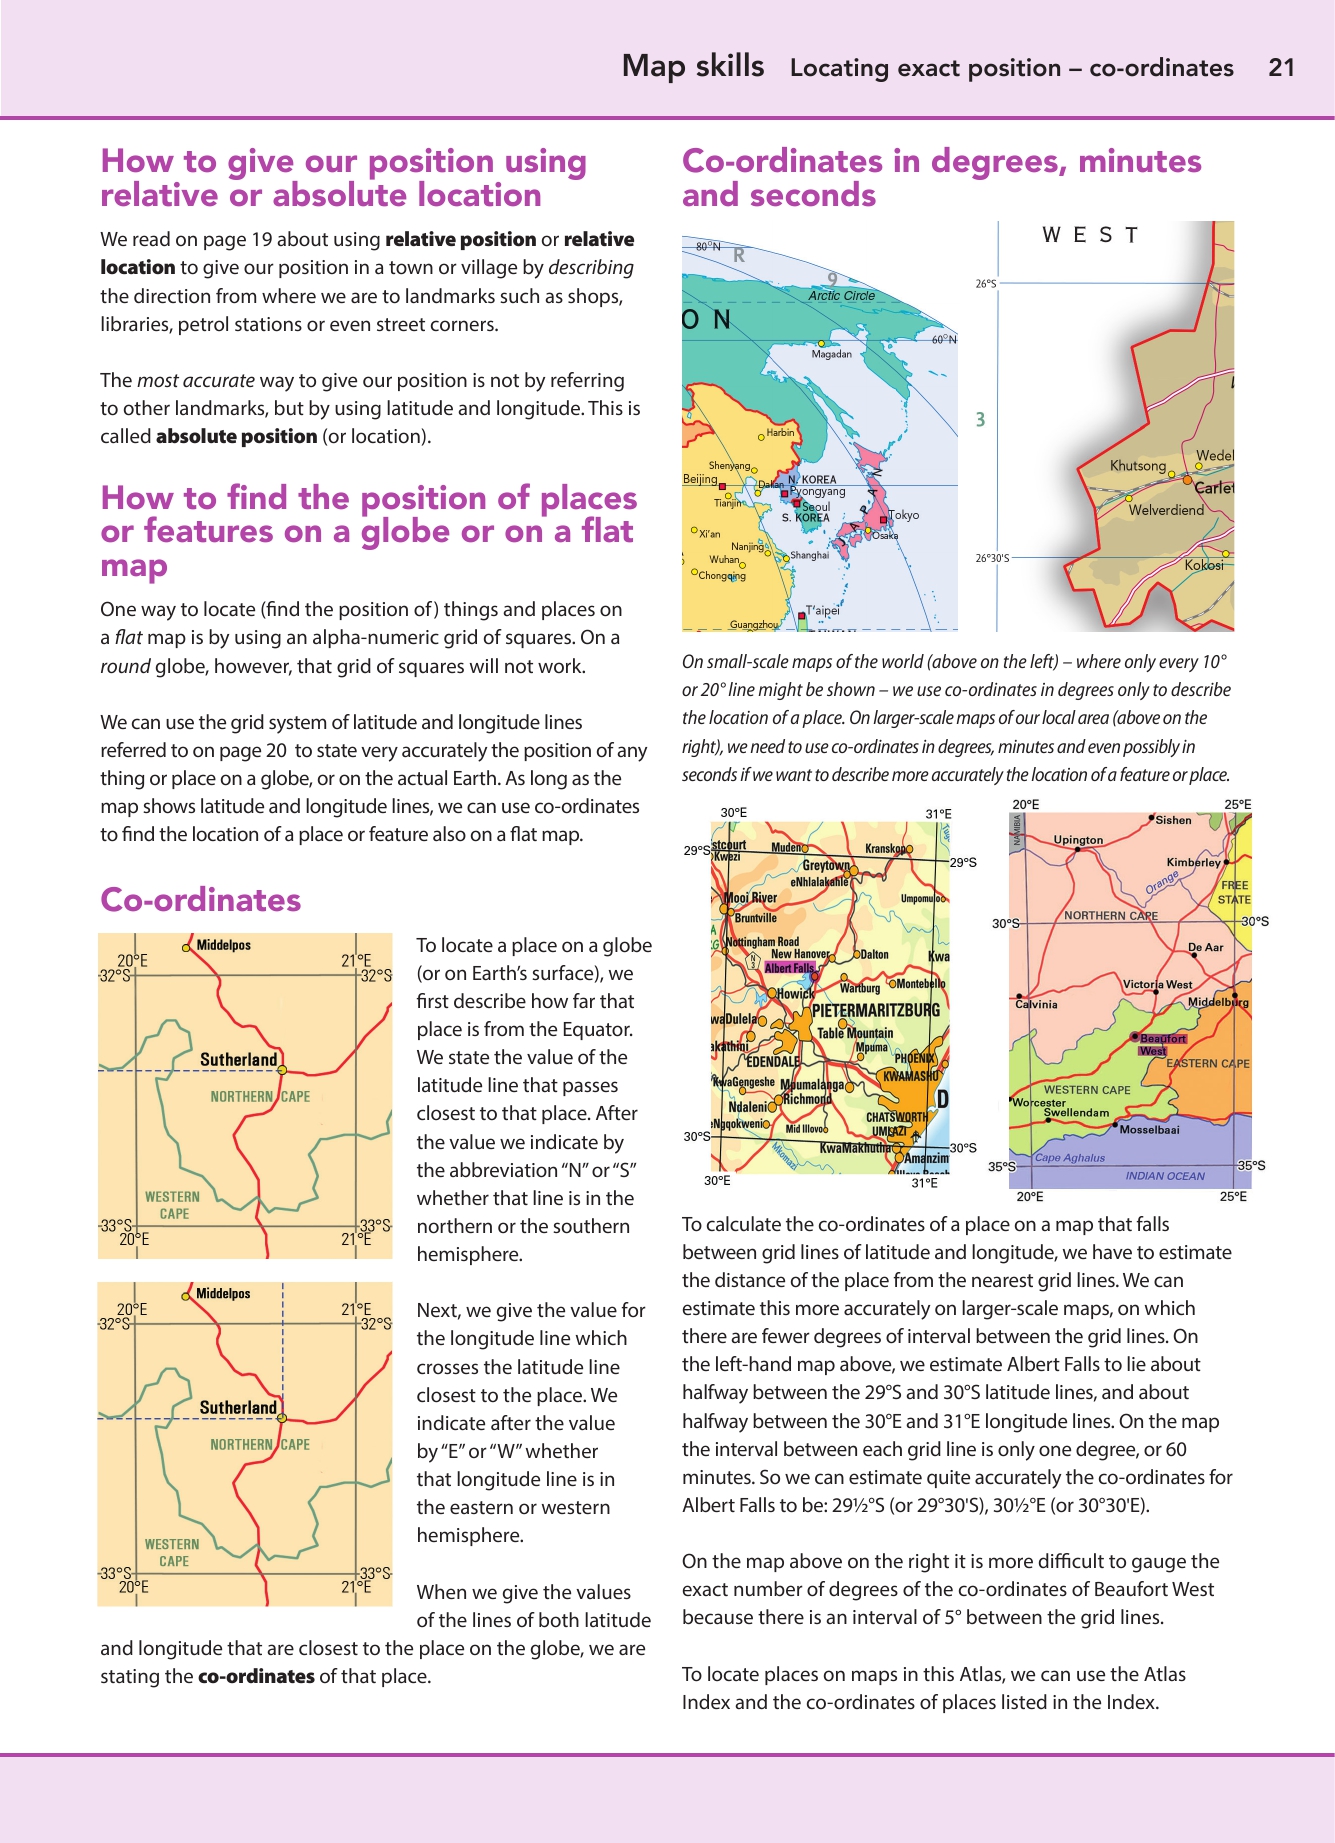 Map skills Locating exact position – co-ordinates 21
How to give our position using
relative or absolute location
We read on page 19 about using relative position or relative
location to give our position in a town or village by describing
the direction from where we are to landmarks such as shops,
libraries, petrol stations or even street corners.
The most accurate way to give our position is not by referring
to other landmarks, but by using latitude and longitude. This is
called absolute position (or location).
How to find the position of places
or features on a globe or on a flat
map
One way to locate (find the position of) things and places on
a flat map is by using an alpha-numeric grid of squares. On a
round globe, however, that grid of squares will not work.
We can use the grid system of latitude and longitude lines
referred to on page 20 to state very accurately the position of any
thing or place on a globe, or on the actual Earth. As long as the
map shows latitude and longitude lines, we can use co-ordinates
to find the location of a place or feature also on a flat map.
Co-ordinates
Middelpos
20°E 21°E
32°S 32°S
Sutherland
NORTHERN CAPE
WESTERN
CAPE
33°S 33°S
20°E 21°E
Middelpos
20°E 21°E
32°S 32°S
Sutherland
NORTHERN CAPE
WESTERN
CAPE
33°S 33°S
20°E 21°E
To locate a place on a globe
(or on Earth's surface), we
first describe how far that
place is from the Equator.
We state the value of the
latitude line that passes
closest to that place. After
the value we indicate by
the abbreviation “N” or “S”
whether that line is in the
northern or the southern
hemisphere.
Next, we give the value for
the longitude line which
crosses the latitude line
closest to the place. We
indicate after the value
by “E” or “W” whether
that longitude line is in
the eastern or western
hemisphere.
When we give the values
of the lines of both latitude
and longitude that are closest to the place on the globe, we are
stating the co-ordinates of that place.
Co-ordinates in degrees, minutes
and seconds
80°N
R
9
Arctic Circle
O N
60°N
Magadan
Harbin
Shenyang
Beijing
Dalian
N. KOREA
Pyongyang
Tianjin
Seoul
S. KOREA
JAPAN
Tokyo
Osaka
Xi'an
Nanjing
Shanghai
Wuhan
Chongqing
T'aipei
Guangzhou
WEST
26°S
3
Khutsong
Wedel
Carlet
Welverdiend
26°30'S
Kokosi
On small-scale maps of the world (above on the left) – where only every 10°
or 20° line might be shown – we use co-ordinates in degrees only to describe
the location of a place. On larger-scale maps of our local area (above on the
right), we need to use co-ordinates in degrees, minutes and even possibly in
seconds if we want to describe more accurately the location of a feature or place.
30°E 31°E
29°S 29°S
stcourt
Kwezi
Muden
Kranskop
Greytown
eNhlalakahle
Mooi River
Umpomulo
Bruntville
Nottingham Road
New Hanover
Dalton
Kwa
N
3
Albert Falls
Howick
Wartburg
Montebello
PIETERMARITZBURG
waDulela
Table Mountain
akathini
Mpuma
EDENDALE
PHOENIX
KWAMASHU
KwaGengeshe
Mpumalanga
Richmond
D
Ndaleni
CHATSWORTH
eNgqokweni
Mid Illovo
UMLAZI
30°S 30°S
KwaMakhutha
Mkomazi
Amanzim
30°E 31°E
20°E 25°E
NAMIBIA
Sishen
Upington
Kimberley
Orange
FREE
STATE
NORTHERN CAPE
30°S 30°S
De Aar
Victoria West
Calvinia
Middelburg
Beaufort
West
EASTERN CAPE
WESTERN CAPE
Worcester
Swellendam
Mosselbaai
Cape Aghalus
35°S 35°S
INDIAN OCEAN
20°E 25°E
To calculate the co-ordinates of a place on a map that falls
between grid lines of latitude and longitude, we have to estimate
the distance of the place from the nearest grid lines. We can
estimate this more accurately on larger-scale maps, on which
there are fewer degrees of interval between the grid lines. On
the left-hand map above, we estimate Albert Falls to lie about
halfway between the 29°S and 30°S latitude lines, and about
halfway between the 30°E and 31°E longitude lines. On the map
the interval between each grid line is only one degree, or 60
minutes. So we can estimate quite accurately the co-ordinates for
Albert Falls to be: 29½°S (or 29°30'S), 30½°E (or 30°30'E).
On the map above on the right it is more difficult to gauge the
exact number of degrees of the co-ordinates of Beaufort West
because there is an interval of 5° between the grid lines.
To locate places on maps in this Atlas, we can use the Atlas
Index and the co-ordinates of places listed in the Index.